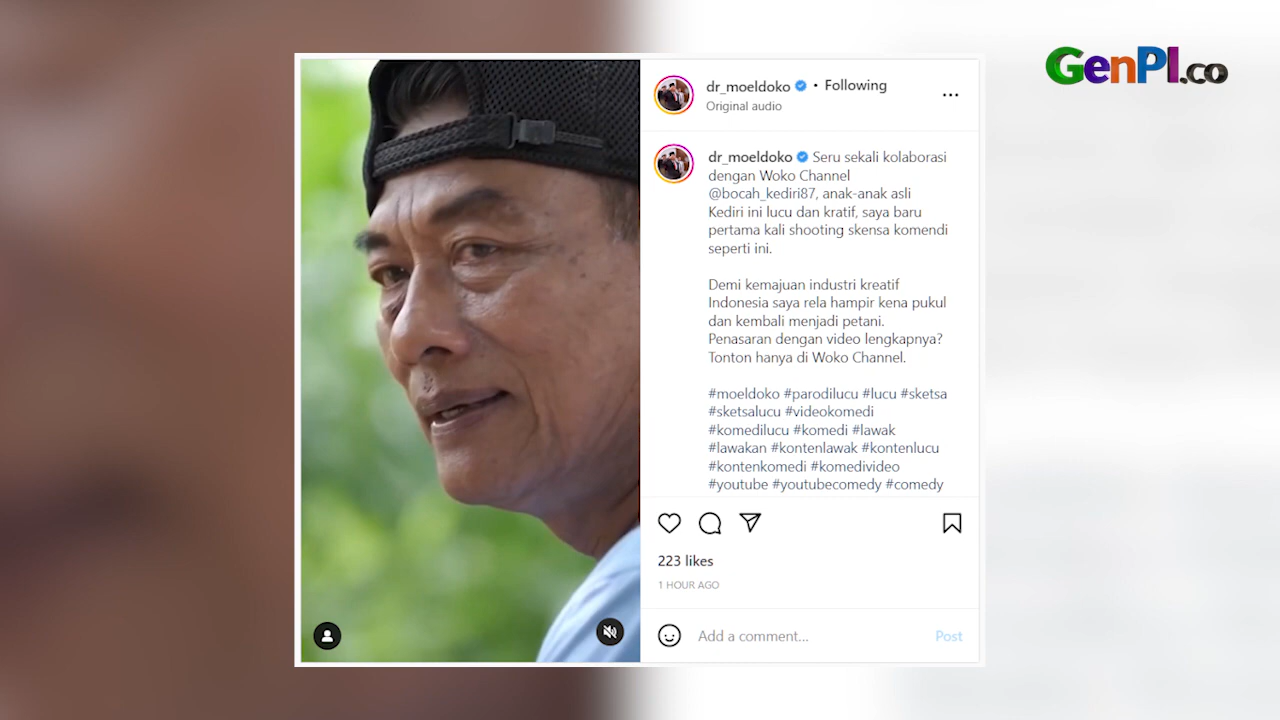 GenPI.co
dr_moeldoko • Following
Original audio
dr_moeldoko Seru sekali kolaborasi
dengan Woko Channel
@bocah_kediri87, anak-anak asli
Kediri ini lucu dan kratif, saya baru
pertama kali shooting skensa komendi
seperti ini.
Demi kemajuan industri kreatif
Indonesia saya rela hampir kena pukul
dan kembali menjadi petani.
Penasaran dengan video lengkapnya?
Tonton hanya di Woko Channel.
#moeldoko #parodilucu #lucu #sketsa
#sketsalucu #videokomedi
#komedilucu #komedi #lawak
#lawakan #kontenlawak #kontenlucu
#kontenkomedi #komedivideo
#youtube #youtubecomedy #comedy
223 likes
1 HOUR AGO
Add a comment...
Post